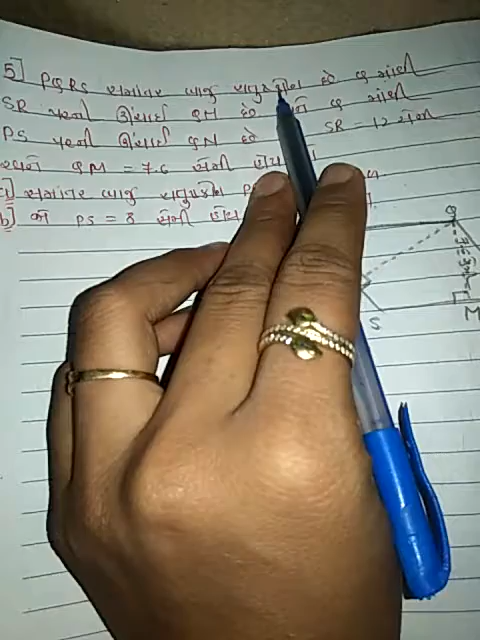 5] PQRS સમાંતર બાજુ ચતુષ્કોણ છે Q માંથી
SR પરની ઊંચાઈ QM છે અને Q માંથી
PS પરની ઊંચાઈ QN છે SR = 12 સેમી
અને QM = 7.6 સેમી હોય
a] સમાંતર બાજુ ચતુષ્કોણ P
b] જો PS = 8 સેમી હોય
Q
S
M